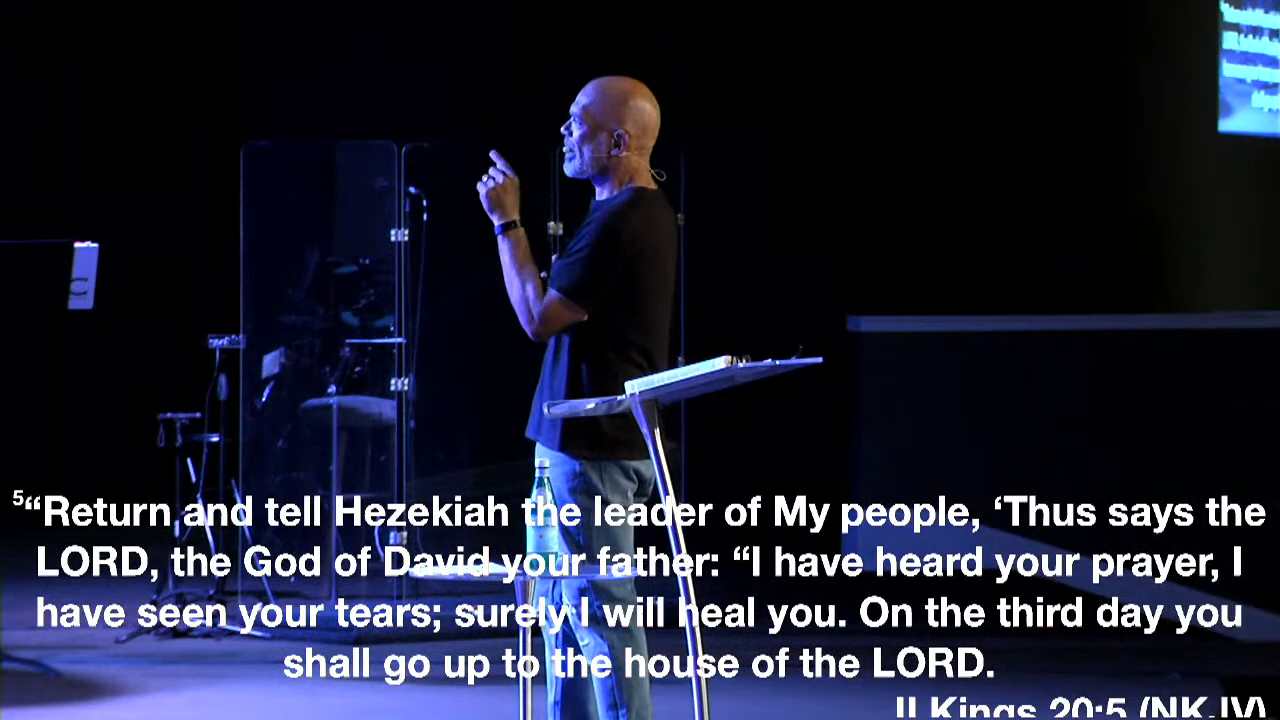 ⁵“Return and tell Hezekiah the leader of My people, ‘Thus says the
LORD, the God of David your father: “I have heard your prayer, I
have seen your tears; surely I will heal you. On the third day you
shall go up to the house of the LORD.
II Kings 20:5 (NKJV)
C